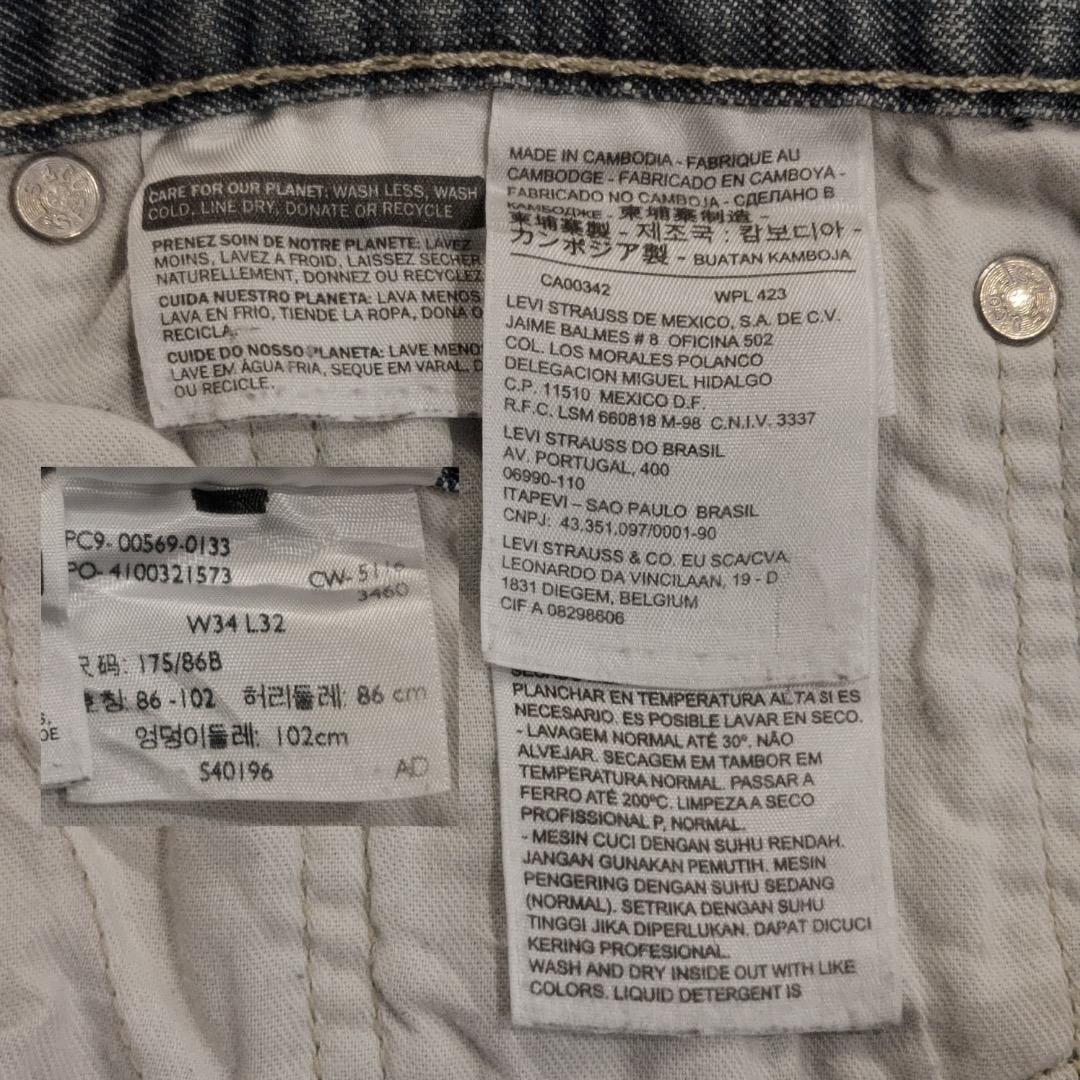 CARE FOR OUR PLANET: WASH LESS, WASH
COLD, LINE DRY, DONATE OR RECYCLE
PRENEZ SOIN DE NOTRE PLANETE: LAVEZ
MOINS, LAVEZ A FROID, LAISSEZ SECHER
NATURELLEMENT, DONNEZ OU RECYCLEZ
CUIDA NUESTRO PLANETA: LAVA MENOS
LAVA EN FRIO, TIENDE LA ROPA, DONA O
RECICLA.
CUIDE DO NOSSO PLANETA: LAVE MENO
LAVE EM ÁGUA FRIA, SEQUE EM VARAL, D
OU RECICLE.
MADE IN CAMBODIA - FABRIQUE AU
CAMBODGE - FABRICADO EN CAMBOYA -
FABRICADO NO CAMBOJA - СДЕЛАНО В
КАМБОДЖЕ - 東埔寨制造 -
東埔寨製 - 제조국 : 캄보디아 -
カンボジア製 - BUATAN KAMBOJA
CA00342 WPL 423
LEVI STRAUSS DE MEXICO, S.A. DE C.V.
JAIME BALMES # 8 OFICINA 502
COL. LOS MORALES POLANCO
DELEGACION MIGUEL HIDALGO
C.P. 11510 MEXICO D.F.
R.F.C. LSM 660818 M-98 C.N.I.V. 3337
LEVI STRAUSS DO BRASIL
AV. PORTUGAL, 400
06990-110
ITAPEVI – SAO PAULO BRASIL
CNPJ: 43.351.097/0001-90
LEVI STRAUSS & CO. EU SCA/CVA
LEONARDO DA VINCILAAN, 19 - D
1831 DIEGEM, BELGIUM
CIF A 08298606
PLANCHAR EN TEMPERATURA ALTA SI ES
NECESARIO. ES POSIBLE LAVAR EN SECO.
- LAVAGEM NORMAL ATÉ 30°. NÃO
ALVEJAR. SECAGEM EM TAMBOR EM
TEMPERATURA NORMAL. PASSAR A
FERRO ATÉ 200ºC. LIMPEZA A SECO
PROFISSIONAL P, NORMAL.
- MESIN CUCI DENGAN SUHU RENDAH.
JANGAN GUNAKAN PEMUTIH. MESIN
PENGERING DENGAN SUHU SEDANG
(NORMAL). SETRIKA DENGAN SUHU
TINGGI JIKA DIPERLUKAN. DAPAT DICUCI
KERING PROFESIONAL.
WASH AND DRY INSIDE OUT WITH LIKE
COLORS. LIQUID DETERGENT IS
PC9- 00569-0133
PO- 4100321573 CW-
3460
W34 L32
码: 175/86B
호칭: 86 -102 허리둘레: 86 cm
엉덩이둘레: 102cm
S40196 AD